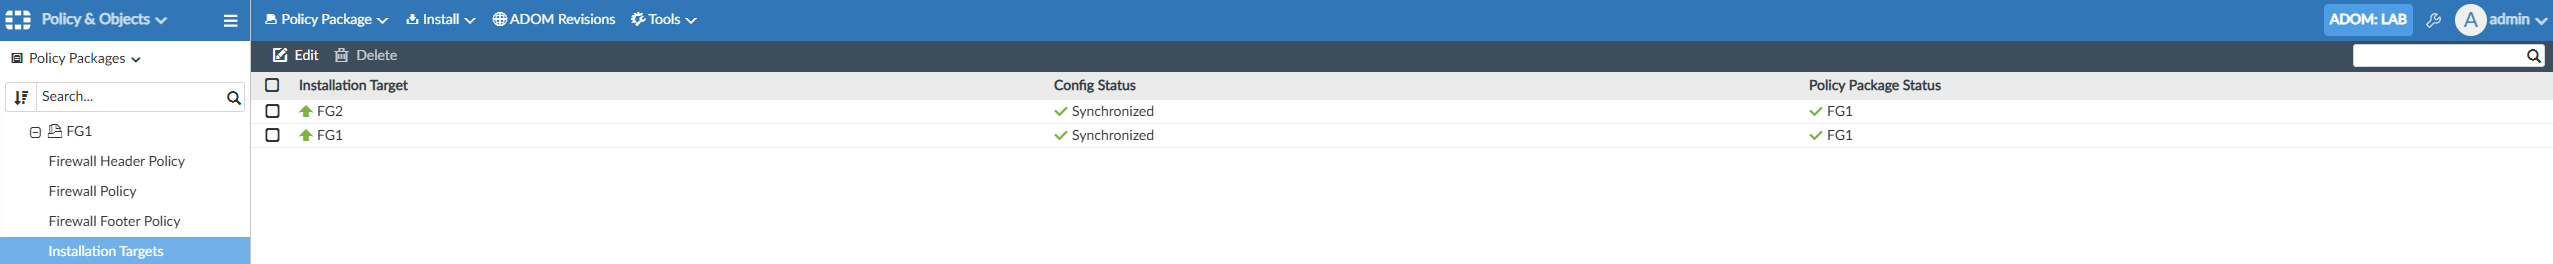 Policy & Objects
Policy Package Install ADOM Revisions Tools
ADOM: LAB A admin
Policy Packages
Edit Delete
Search...
Installation Target Config Status Policy Package Status
FG2 Synchronized FG1
FG1 Synchronized FG1
FG1
Firewall Header Policy
Firewall Policy
Firewall Footer Policy
Installation Targets